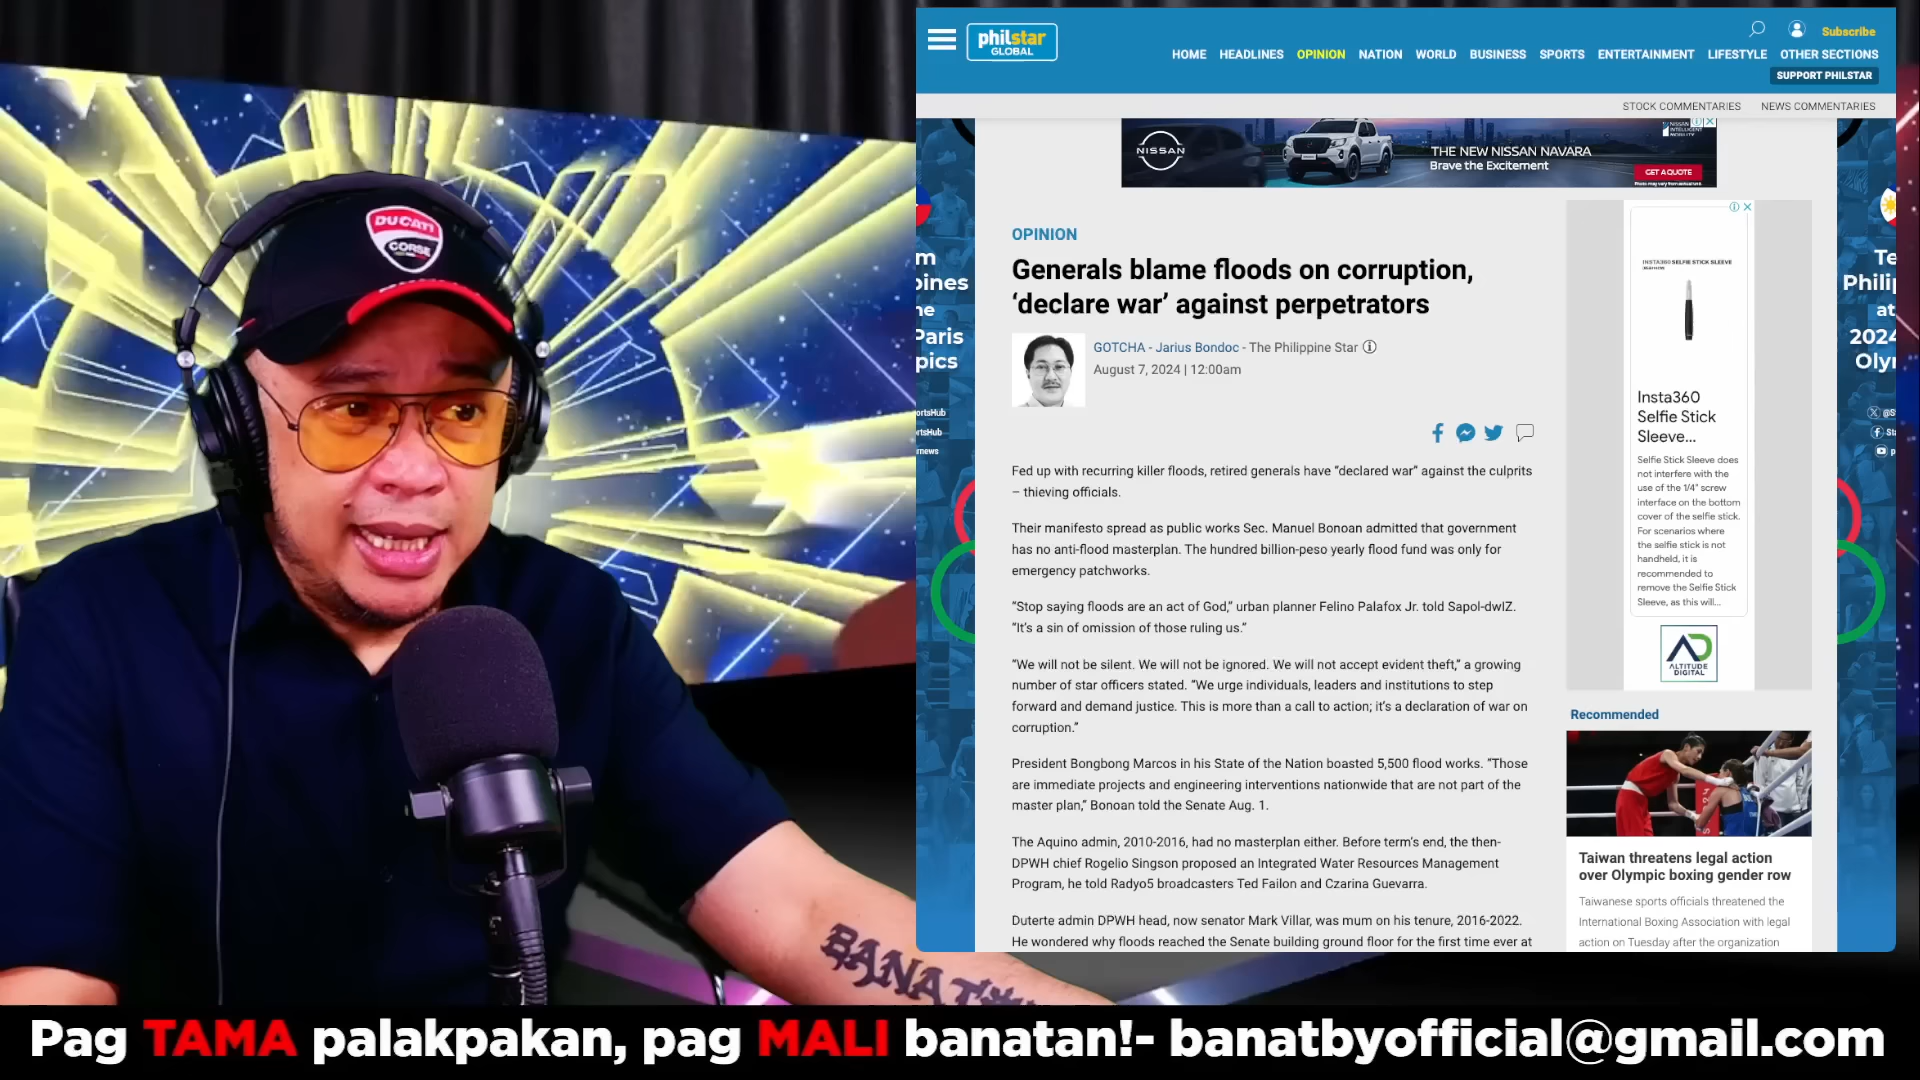 DUCATI
CORSE
BANAT
philstar
GLOBAL
Subscribe
HOME HEADLINES OPINION NATION WORLD BUSINESS SPORTS ENTERTAINMENT LIFESTYLE OTHER SECTIONS
SUPPORT PHILSTAR
STOCK COMMENTARIES NEWS COMMENTARIES
NISSAN
THE NEW NISSAN NAVARA
Brave the Excitement
NISSAN
INTELLIGENT
MOBILITY
GET A QUOTE
OPINION
Generals blame floods on corruption,
‘declare war’ against perpetrators
GOTCHA - Jarius Bondoc - The Philippine Star
August 7, 2024 | 12:00am
Fed up with recurring killer floods, retired generals have “declared war” against the culprits
– thieving officials.
Their manifesto spread as public works Sec. Manuel Bonoan admitted that government
has no anti-flood masterplan. The hundred billion-peso yearly flood fund was only for
emergency patchworks.
“Stop saying floods are an act of God,” urban planner Felino Palafox Jr. told Sapol-dwIZ.
“It’s a sin of omission of those ruling us.”
“We will not be silent. We will not be ignored. We will not accept evident theft,” a growing
number of star officers stated. “We urge individuals, leaders and institutions to step
forward and demand justice. This is more than a call to action; it’s a declaration of war on
corruption.”
President Bongbong Marcos in his State of the Nation boasted 5,500 flood works. “Those
are immediate projects and engineering interventions nationwide that are not part of the
master plan,” Bonoan told the Senate Aug. 1.
The Aquino admin, 2010-2016, had no masterplan either. Before term’s end, the then-
DPWH chief Rogelio Singson proposed an Integrated Water Resources Management
Program, he told Radyo5 broadcasters Ted Failon and Czarina Guevarra.
Duterte admin DPWH head, now senator Mark Villar, was mum on his tenure, 2016-2022.
He wondered why floods reached the Senate building ground floor for the first time ever at
INSTA360 SELFIE STICK SLEEVE
Insta360
Selfie Stick
Sleeve...
Selfie Stick Sleeve does
not interfere with the
use of the 1/4" screw
interface on the bottom
cover of the selfie stick.
For scenarios where
the selfie stick is not
handheld, it is
recommended to
remove the Selfie Stick
Sleeve, as this will...
ALTITUDE
DIGITAL
Recommended
Taiwan threatens legal action
over Olympic boxing gender row
Taiwanese sports officials threatened the
International Boxing Association with legal
action on Tuesday after the organization
m
pines
he
Paris
pics
ortsHub
rtsHub
rnews
Te
Philip
at
2024
Olyn
@S
Sta
p
Pag TAMA palakpakan, pag MALI banatan!- banatbyofficial@gmail.com